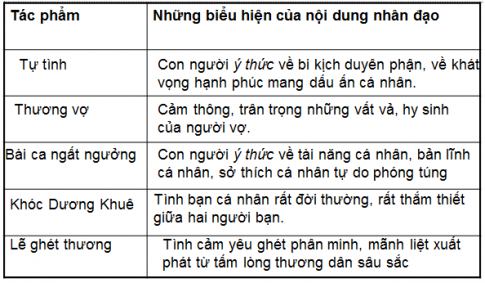 Tác phẩm
Những biểu hiện của nội dung nhân đạo
Tự tình
Con người ý thức về bi kịch duyên phận, về khát
vọng hạnh phúc mang dấu ấn cá nhân.
Thương vợ
Cảm thông, trân trọng những vất vả, hy sinh
của người vợ.
Bài ca ngất ngưởng
Con người ý thức về tài năng cá nhân, bản lĩnh
cá nhân, sở thích cá nhân tự do phóng túng
Khóc Dương Khuê
Tình bạn cá nhân rất đời thường, rất thắm thiết
giữa hai người bạn.
Lẽ ghét thương
Tình cảm yêu ghét phân minh, mãnh liệt xuất
phát từ tấm lòng thương dân sâu sắc